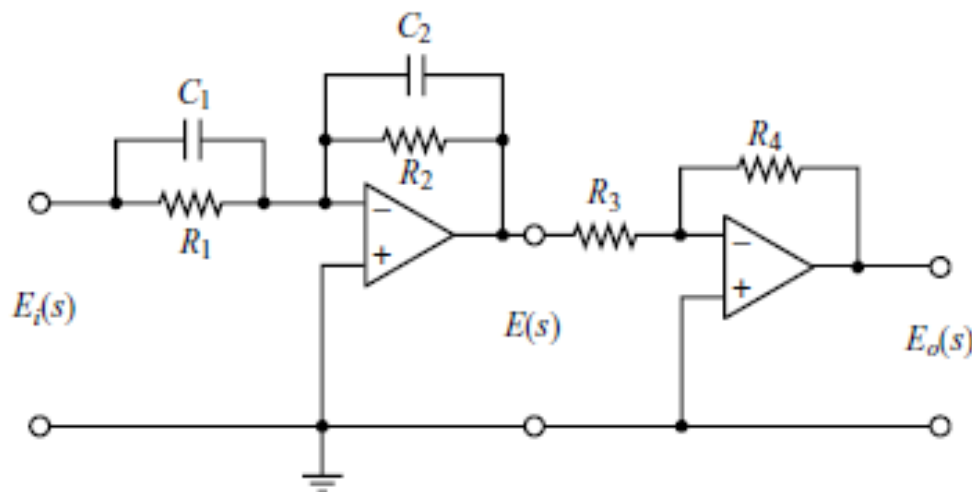 C₂
C₁
R₄
R₂
R₃
R₁
−
+
−
+
Eᵢ(s)
E(s)
Eₒ(s)